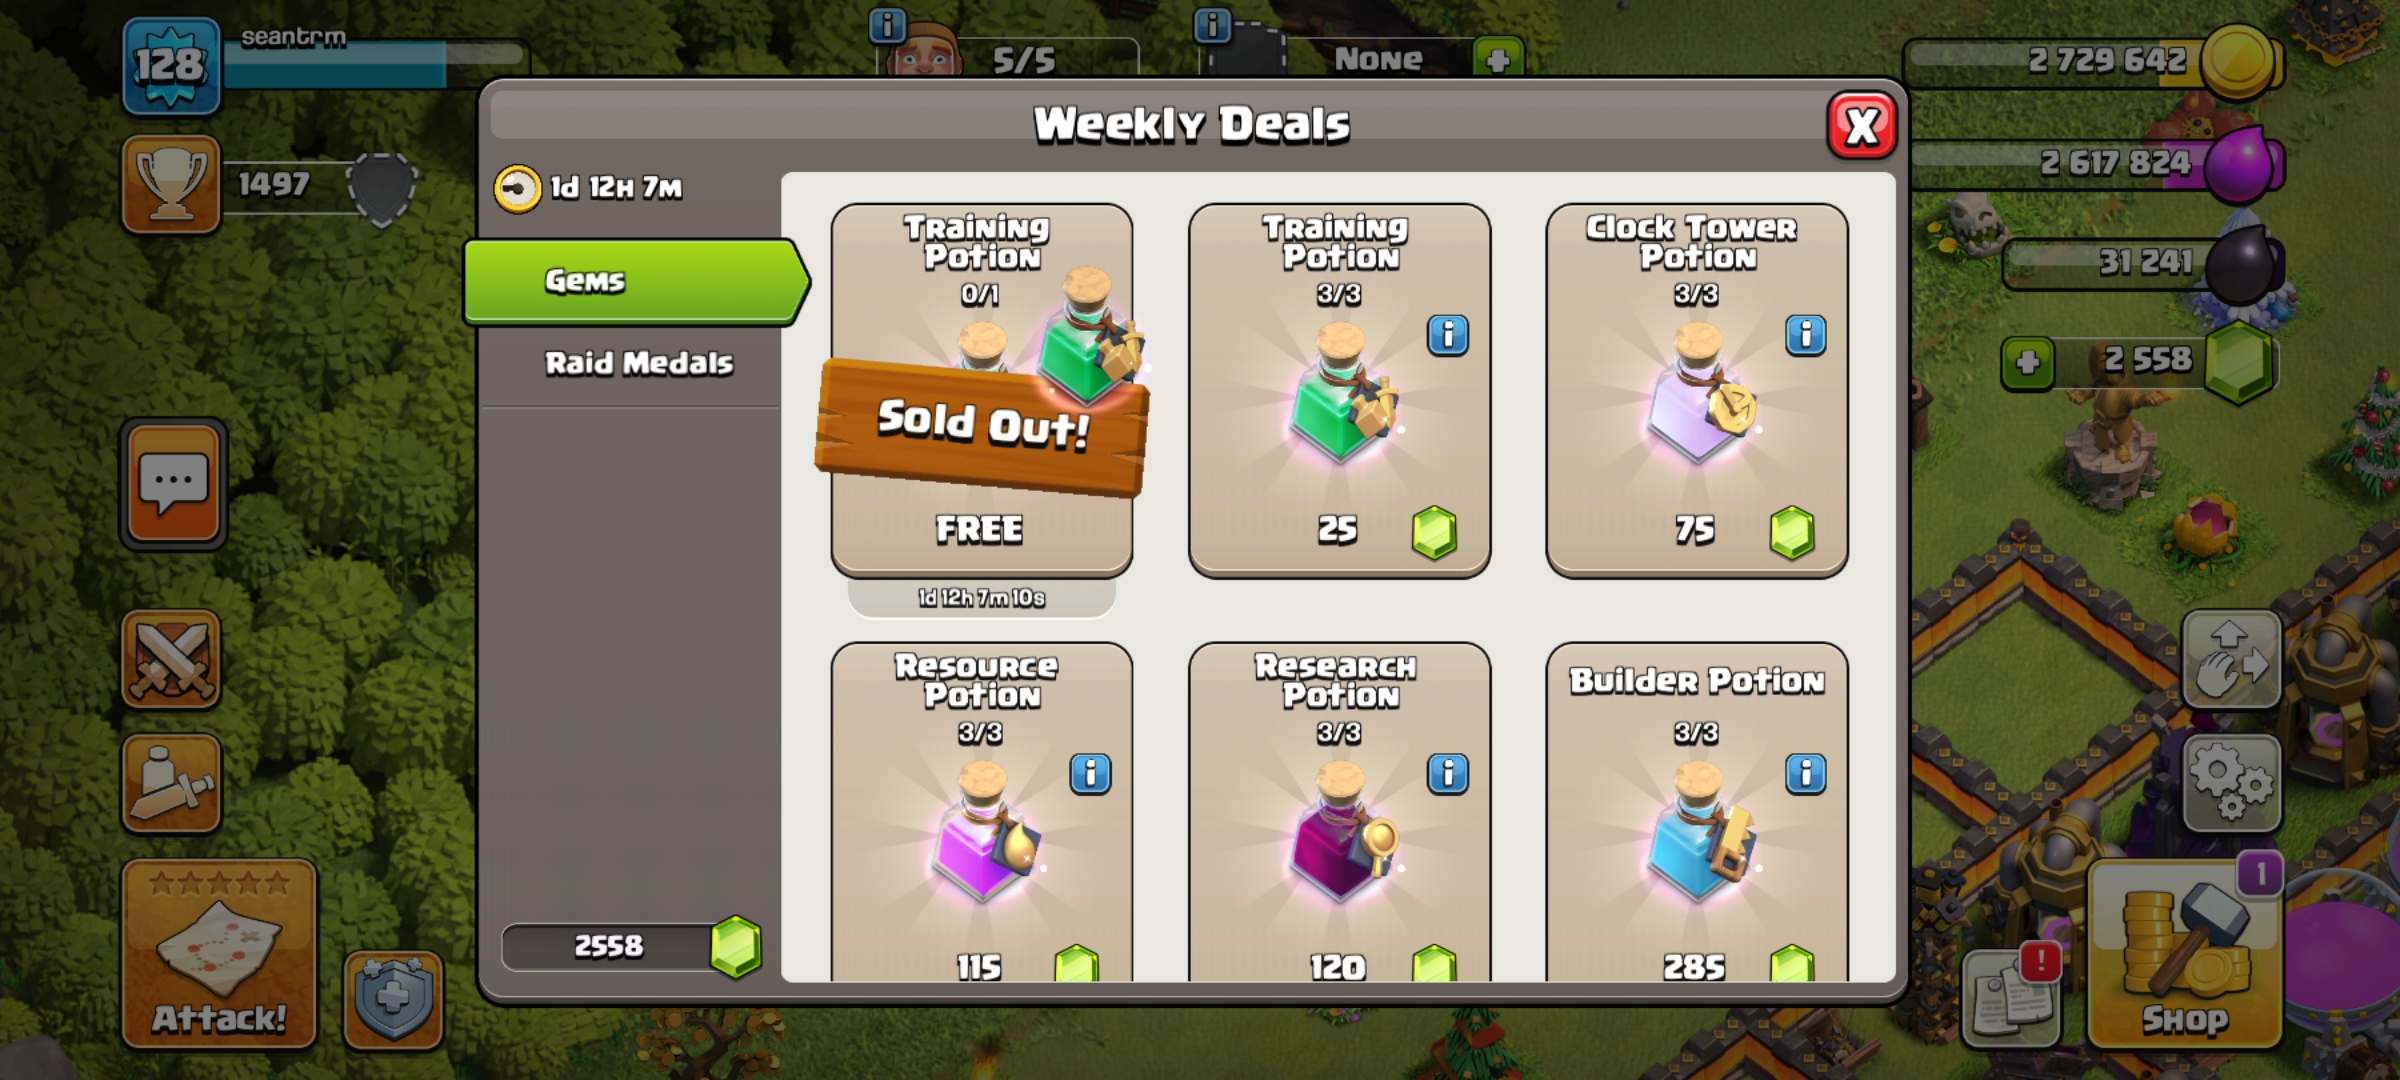 128
seantrm
5/5
None
2 729 642
Weekly Deals
X
1497
1d 12H 7M
2 617 824
Training
Potion
0/1
Sold Out!
FREE
1d 12h 7m 10s
Training
Potion
3/3
25
Clock Tower
Potion
3/3
75
Gems
Raid Medals
31 241
2 558
Resource
Potion
3/3
115
Research
Potion
3/3
120
Builder Potion
3/3
285
2558
Attack!
1
!
Shop